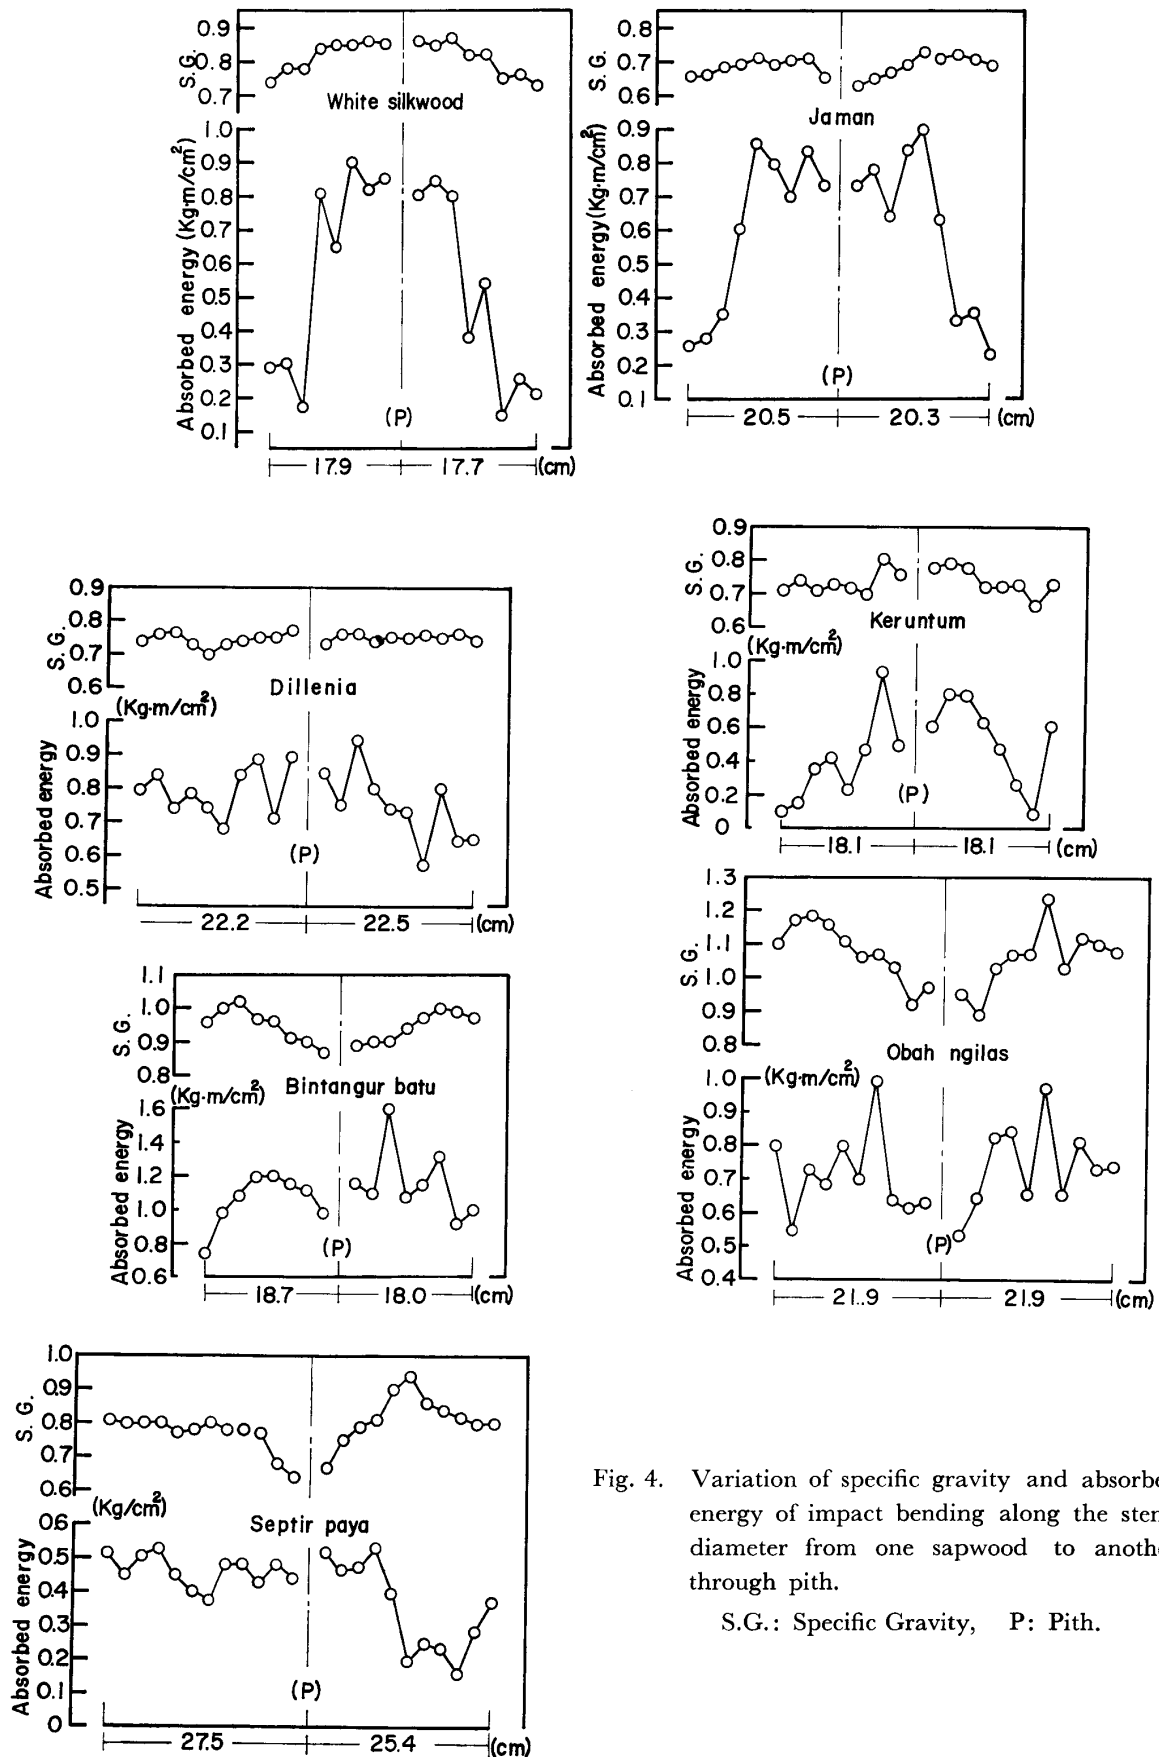 0.9
0.8
0.7
S.G.
White silkwood
1.0
0.9
0.8
0.7
0.6
0.5
0.4
0.3
0.2
0.1
Absorbed energy (Kg·m/cm²)
(P)
17.9 17.7 (cm)
0.8
0.7
0.6
S.G.
Jaman
0.9
0.8
0.7
0.6
0.5
0.4
0.3
0.2
0.1
Absorbed energy (Kg·m/cm²)
(P)
20.5 20.3 (cm)
0.9
0.8
0.7
0.6
S.G.
Dillenia
(Kg·m/cm²)
1.0
0.9
0.8
0.7
0.6
0.5
Absorbed energy
(P)
22.2 22.5 (cm)
0.9
0.8
0.7
0.6
S.G.
Keruntum
(Kg·m/cm²)
1.0
0.8
0.6
0.4
0.2
0
Absorbed energy
(P)
18.1 18.1 (cm)
1.1
1.0
0.9
0.8
S.G.
Bintangur batu
(Kg·m/cm²)
1.6
1.4
1.2
1.0
0.8
0.6
Absorbed energy
(P)
18.7 18.0 (cm)
1.3
1.2
1.1
1.0
0.9
0.8
S.G.
Obah ngilas
(Kg·m/cm²)
1.0
0.9
0.8
0.7
0.6
0.5
0.4
Absorbed energy
(P)
21.9 21.9 (cm)
1.0
0.9
0.8
0.7
0.6
S.G.
Septir paya
(Kg/cm²)
0.6
0.5
0.4
0.3
0.2
0.1
0
Absorbed energy
(P)
27.5 25.4 (cm)
Fig. 4. Variation of specific gravity and absorbe
energy of impact bending along the sten
diameter from one sapwood to anothe
through pith.
S.G.: Specific Gravity, P: Pith.